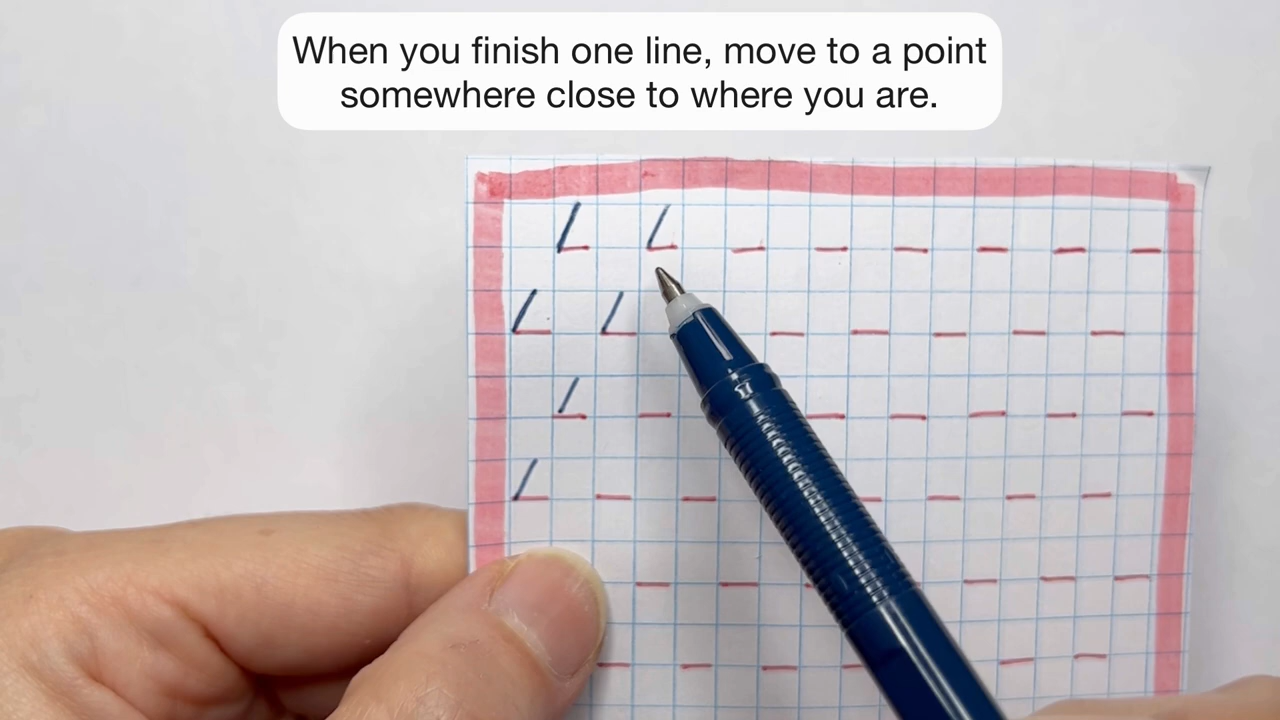 When you finish one line, move to a point
somewhere close to where you are.